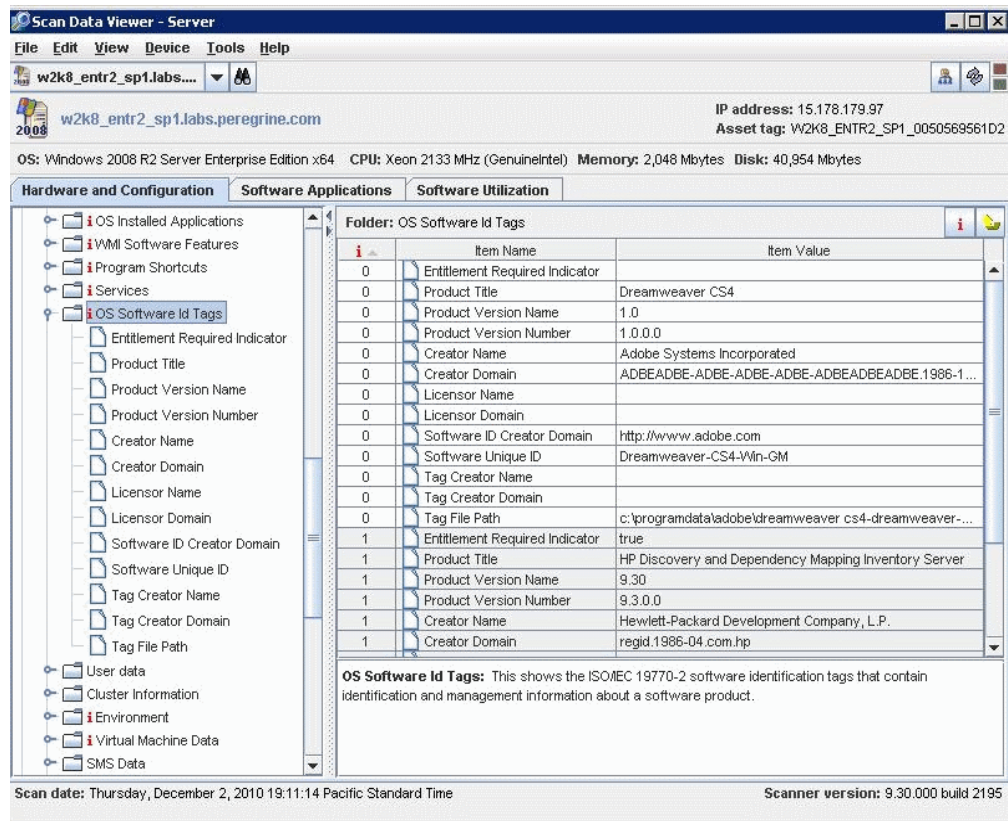 Scan Data Viewer - Server
File Edit View Device Tools Help
w2k8_entr2_sp1.labs....
2008
w2k8_entr2_sp1.labs.peregrine.com
IP address: 15.178.179.97
Asset tag: W2K8_ENTR2_SP1_0050569561D2
OS: Windows 2008 R2 Server Enterprise Edition x64 CPU: Xeon 2133 MHz (GenuineIntel) Memory: 2,048 Mbytes Disk: 40,954 Mbytes
Hardware and Configuration Software Applications Software Utilization
i OS Installed Applications
i WMI Software Features
i Program Shortcuts
i Services
i OS Software Id Tags
Entitlement Required Indicator
Product Title
Product Version Name
Product Version Number
Creator Name
Creator Domain
Licensor Name
Licensor Domain
Software ID Creator Domain
Software Unique ID
Tag Creator Name
Tag Creator Domain
Tag File Path
User data
Cluster Information
i Environment
i Virtual Machine Data
SMS Data
Folder: OS Software Id Tags i
i Item Name Item Value
0 Entitlement Required Indicator
0 Product Title Dreamweaver CS4
0 Product Version Name 1.0
0 Product Version Number 1.0.0.0
0 Creator Name Adobe Systems Incorporated
0 Creator Domain ADBEADBE-ADBE-ADBE-ADBE-ADBEADBEADBE.1986-1...
0 Licensor Name
0 Licensor Domain
0 Software ID Creator Domain http://www.adobe.com
0 Software Unique ID Dreamweaver-CS4-Win-GM
0 Tag Creator Name
0 Tag Creator Domain
0 Tag File Path c:\programdata\adobe\dreamweaver cs4-dreamweaver-...
1 Entitlement Required Indicator true
1 Product Title HP Discovery and Dependency Mapping Inventory Server
1 Product Version Name 9.30
1 Product Version Number 9.3.0.0
1 Creator Name Hewlett-Packard Development Company, L.P.
1 Creator Domain regid.1986-04.com.hp
OS Software Id Tags: This shows the ISO/IEC 19770-2 software identification tags that contain
identification and management information about a software product.
Scan date: Thursday, December 2, 2010 19:11:14 Pacific Standard Time
Scanner version: 9.30.000 build 2195